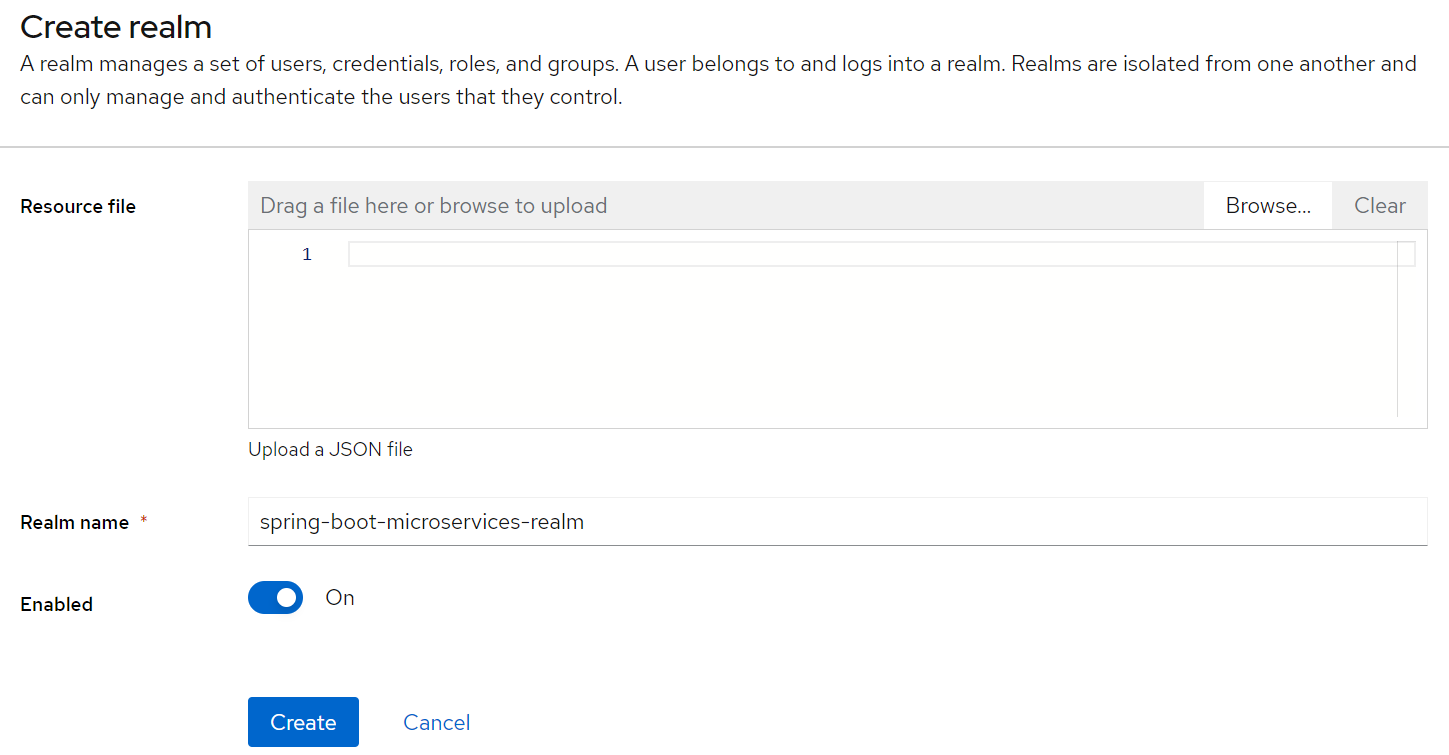 Create realm
A realm manages a set of users, credentials, roles, and groups. A user belongs to and logs into a realm. Realms are isolated from one another and
can only manage and authenticate the users that they control.
Resource file
Drag a file here or browse to upload
Browse...
Clear
1
Upload a JSON file
Realm name *
spring-boot-microservices-realm
Enabled
On
Create
Cancel